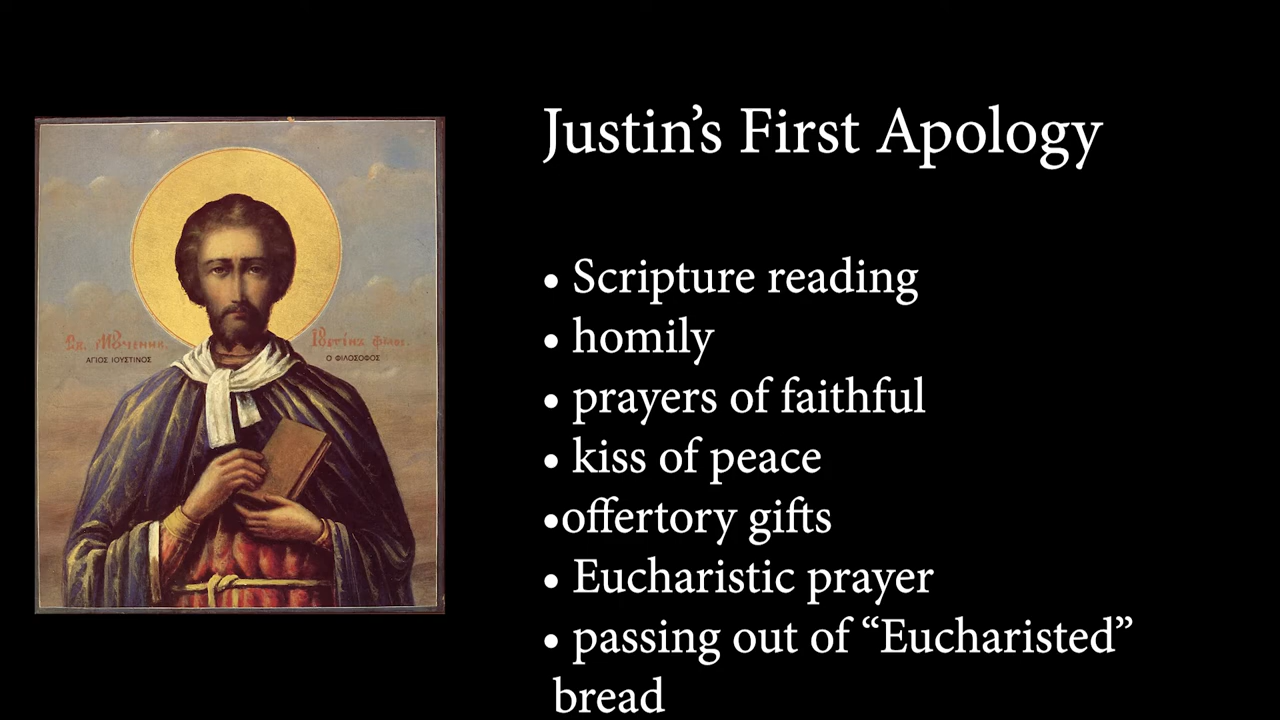 Justin’s First Apology
• Scripture reading
• homily
• prayers of faithful
• kiss of peace
•offertory gifts
• Eucharistic prayer
• passing out of “Eucharisted”
bread
ΑΓΙΟΣ ΙΟΥΣΤΙΝΟΣ
Ο ΦΙΛΟΣΟΦΟΣ